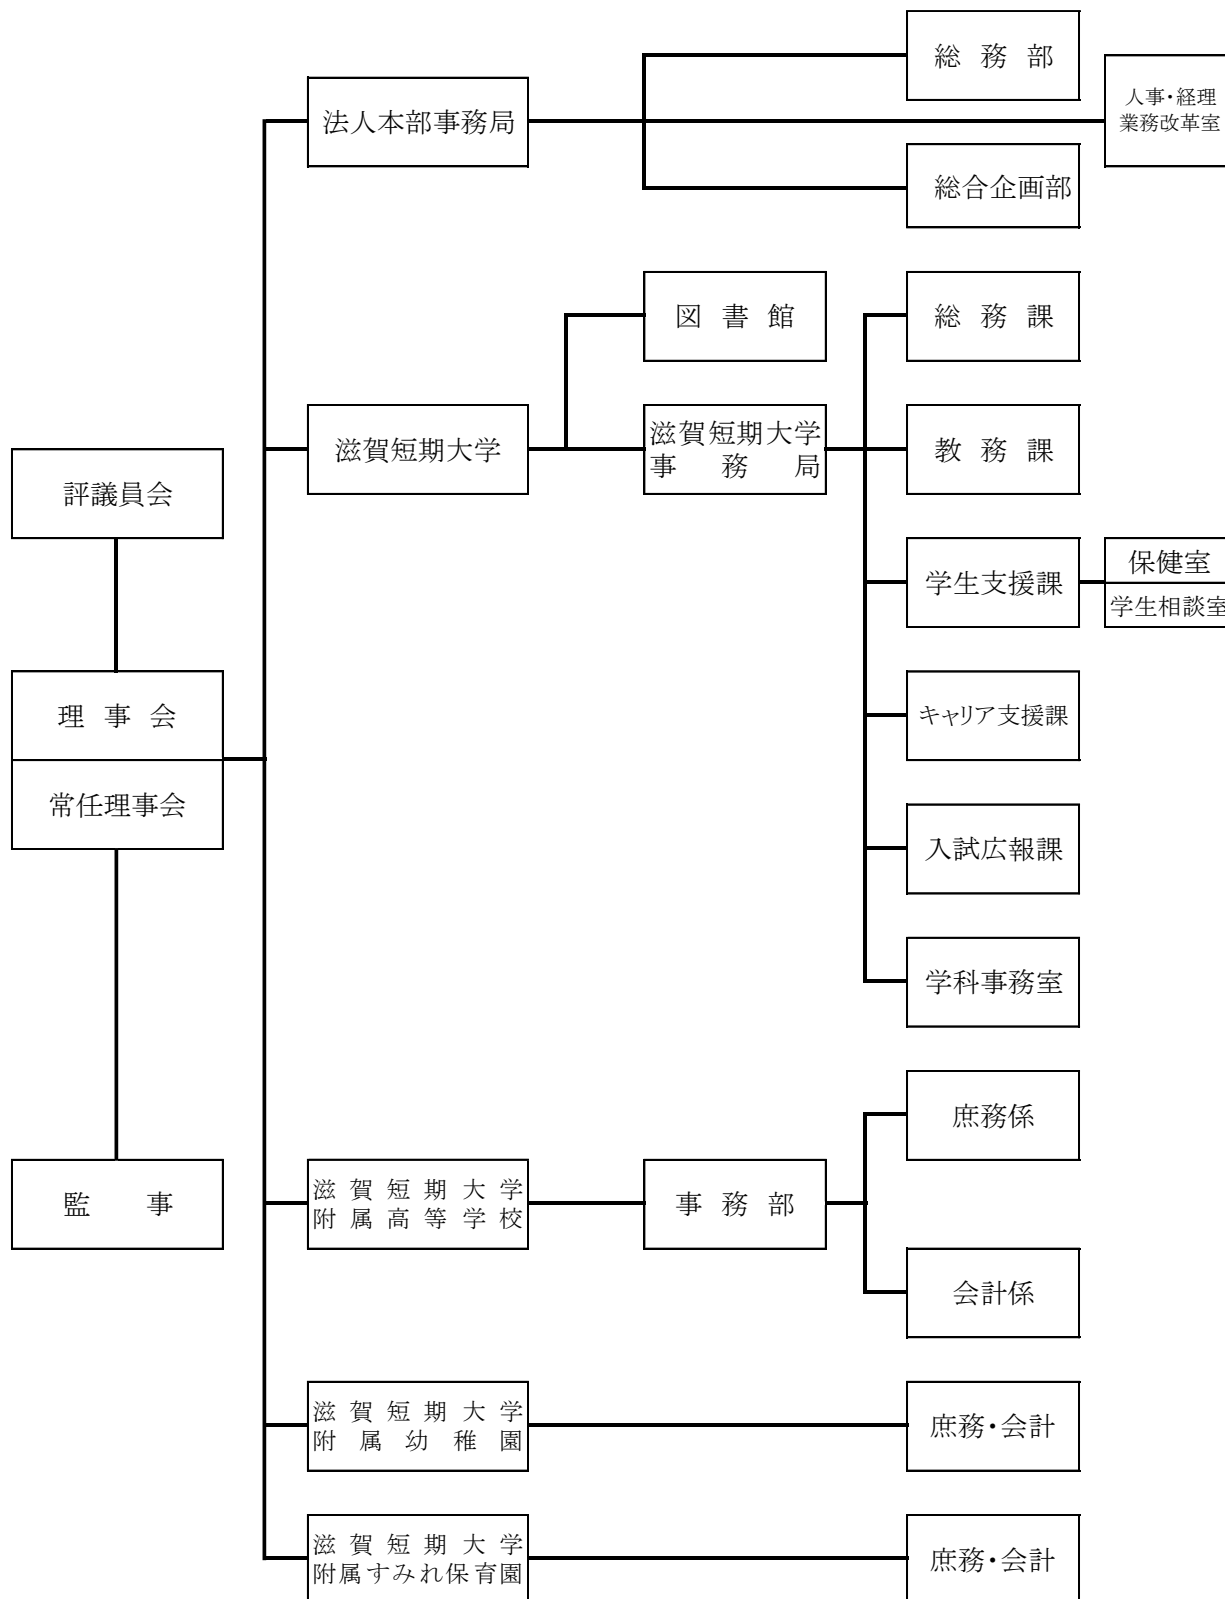 総務部
人事・経理
業務改革室
法人本部事務局
総合企画部
図書館
総務課
滋賀短期大学
滋賀短期大学
事務局
教務課
評議員会
学生支援課
保健室
学生相談室
理事会
キャリア支援課
常任理事会
入試広報課
学科事務室
庶務係
監事
滋賀短期大学
附属高等学校
事務部
会計係
滋賀短期大学
附属幼稚園
庶務・会計
滋賀短期大学
附属すみれ保育園
庶務・会計